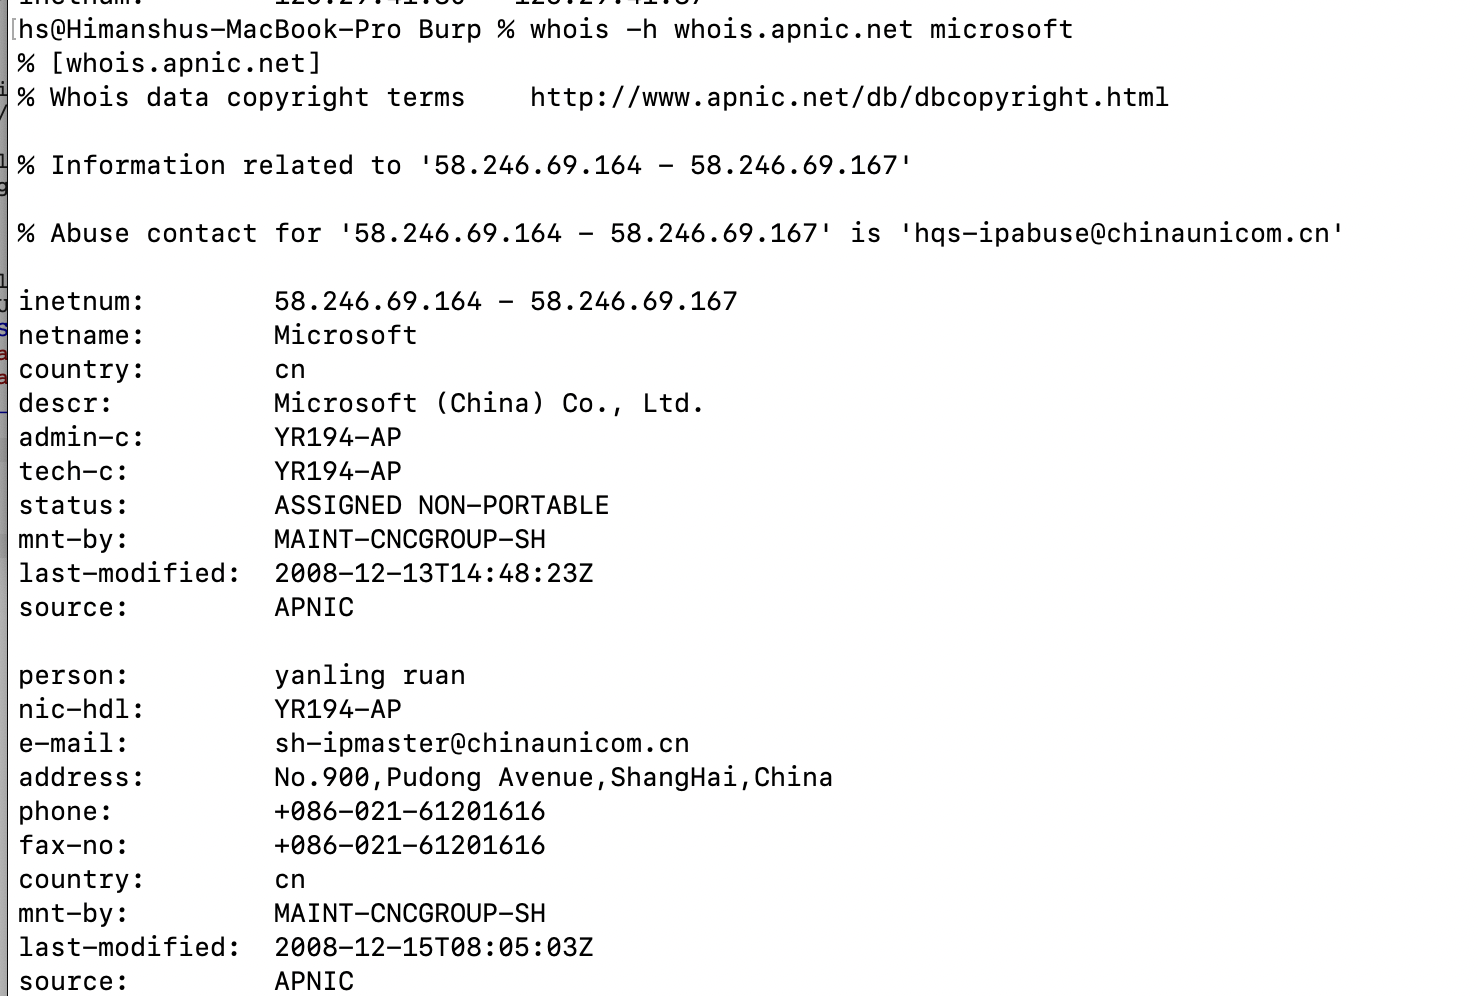 hs@Himanshus-MacBook-Pro Burp % whois -h whois.apnic.net microsoft
% [whois.apnic.net]
% Whois data copyright terms    http://www.apnic.net/db/dbcopyright.html
% Information related to '58.246.69.164 - 58.246.69.167'
% Abuse contact for '58.246.69.164 - 58.246.69.167' is 'hqs-ipabuse@chinaunicom.cn'
inetnum:        58.246.69.164 - 58.246.69.167
netname:        Microsoft
country:        cn
descr:          Microsoft (China) Co., Ltd.
admin-c:        YR194-AP
tech-c:         YR194-AP
status:         ASSIGNED NON-PORTABLE
mnt-by:         MAINT-CNCGROUP-SH
last-modified:  2008-12-13T14:48:23Z
source:         APNIC
person:         yanling ruan
nic-hdl:        YR194-AP
e-mail:         sh-ipmaster@chinaunicom.cn
address:        No.900,Pudong Avenue,ShangHai,China
phone:          +086-021-61201616
fax-no:         +086-021-61201616
country:        cn
mnt-by:         MAINT-CNCGROUP-SH
last-modified:  2008-12-15T08:05:03Z
source:         APNIC